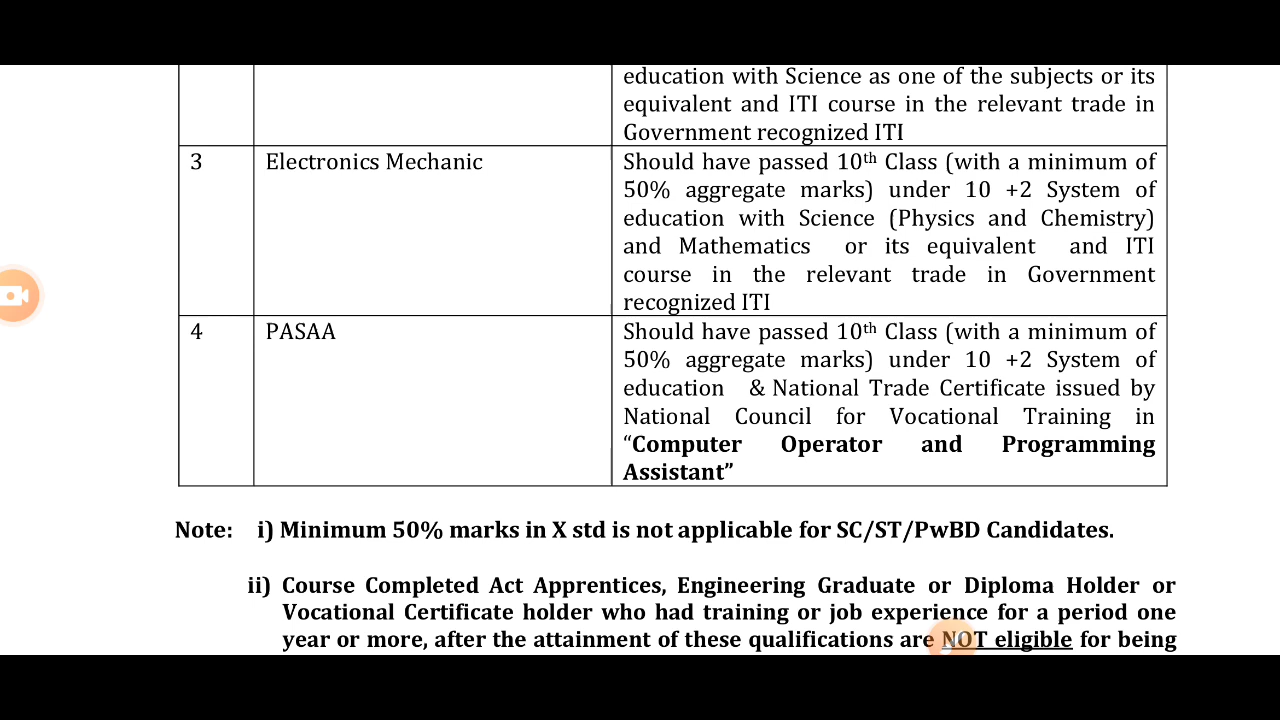 education with Science as one of the subjects or its
equivalent and ITI course in the relevant trade in
Government recognized ITI
3 Electronics Mechanic Should have passed 10th Class (with a minimum of
50% aggregate marks) under 10 +2 System of
education with Science (Physics and Chemistry)
and Mathematics or its equivalent and ITI
course in the relevant trade in Government
recognized ITI
4 PASAA Should have passed 10th Class (with a minimum of
50% aggregate marks) under 10 +2 System of
education & National Trade Certificate issued by
National Council for Vocational Training in
“Computer Operator and Programming
Assistant”
Note: i) Minimum 50% marks in X std is not applicable for SC/ST/PwBD Candidates.
ii) Course Completed Act Apprentices, Engineering Graduate or Diploma Holder or
Vocational Certificate holder who had training or job experience for a period one
year or more, after the attainment of these qualifications are NOT eligible for being